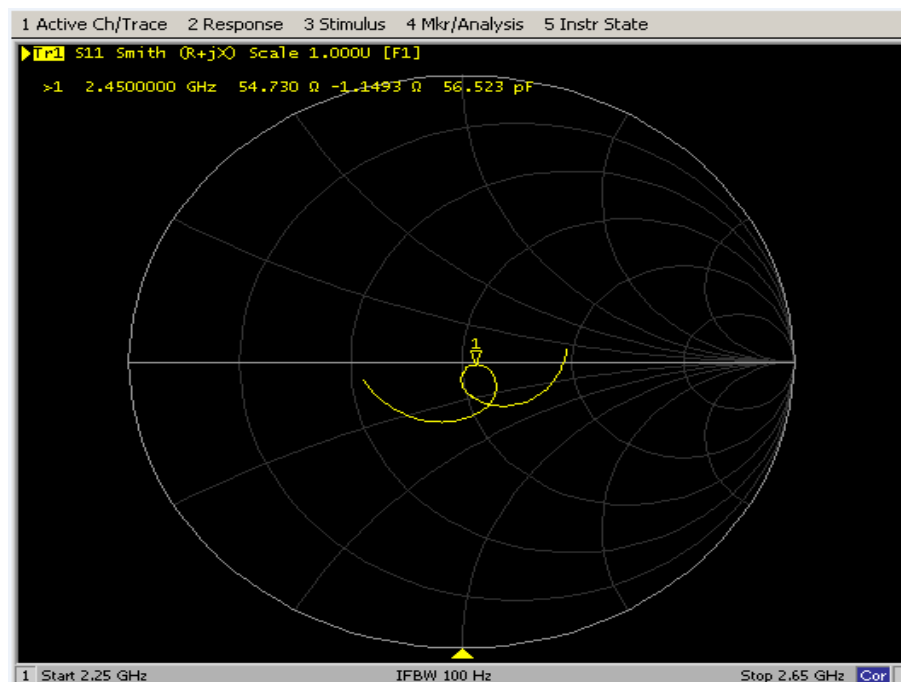 1 Active Ch/Trace 2 Response 3 Stimulus 4 Mkr/Analysis 5 Instr State
Tr1 S11 Smith (R+jX) Scale 1.000U [F1]
>1 2.4500000 GHz 54.730 Ω -1.1493 Ω 56.523 pF
1
1 Start 2.25 GHz IFBW 100 Hz Stop 2.65 GHz Cor